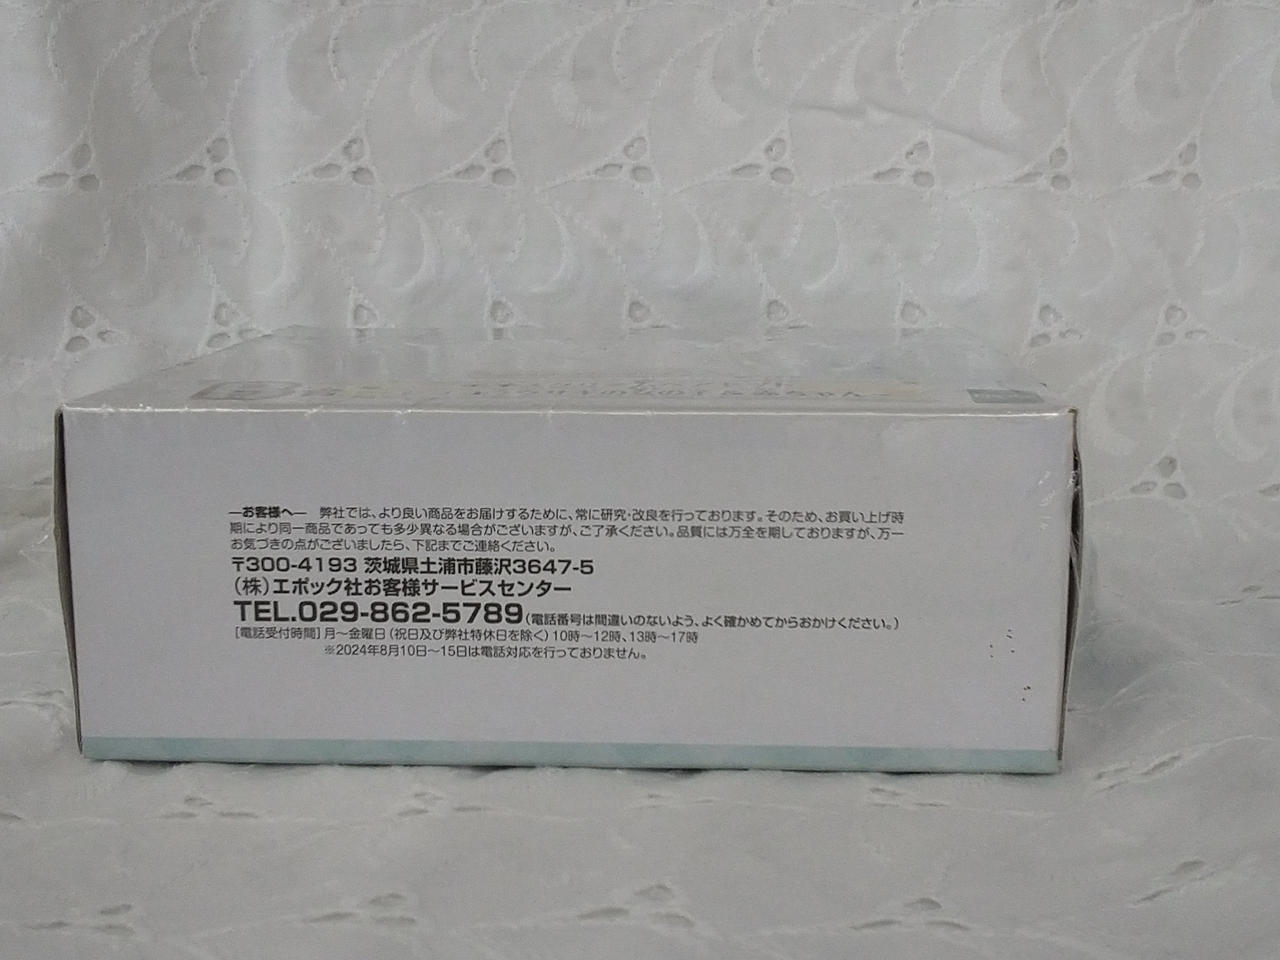 ―お客様へ― 弊社では、より良い商品をお届けするために、常に研究・改良を行っております。そのため、お買い上げ時
期により同一商品であっても多少異なる場合がございますが、ご了承ください。品質には万全を期しておりますが、万一
お気づきの点がございましたら、下記までご連絡ください。
〒300-4193 茨城県土浦市藤沢3647-5
(株)エポック社お客様サービスセンター
TEL.029-862-5789(電話番号は間違いのないよう、よく確かめてからおかけください。)
[電話受付時間]月〜金曜日(祝日及び弊社特休日を除く)10時〜12時、13時〜17時
※2024年8月10日〜15日は電話対応を行っておりません。